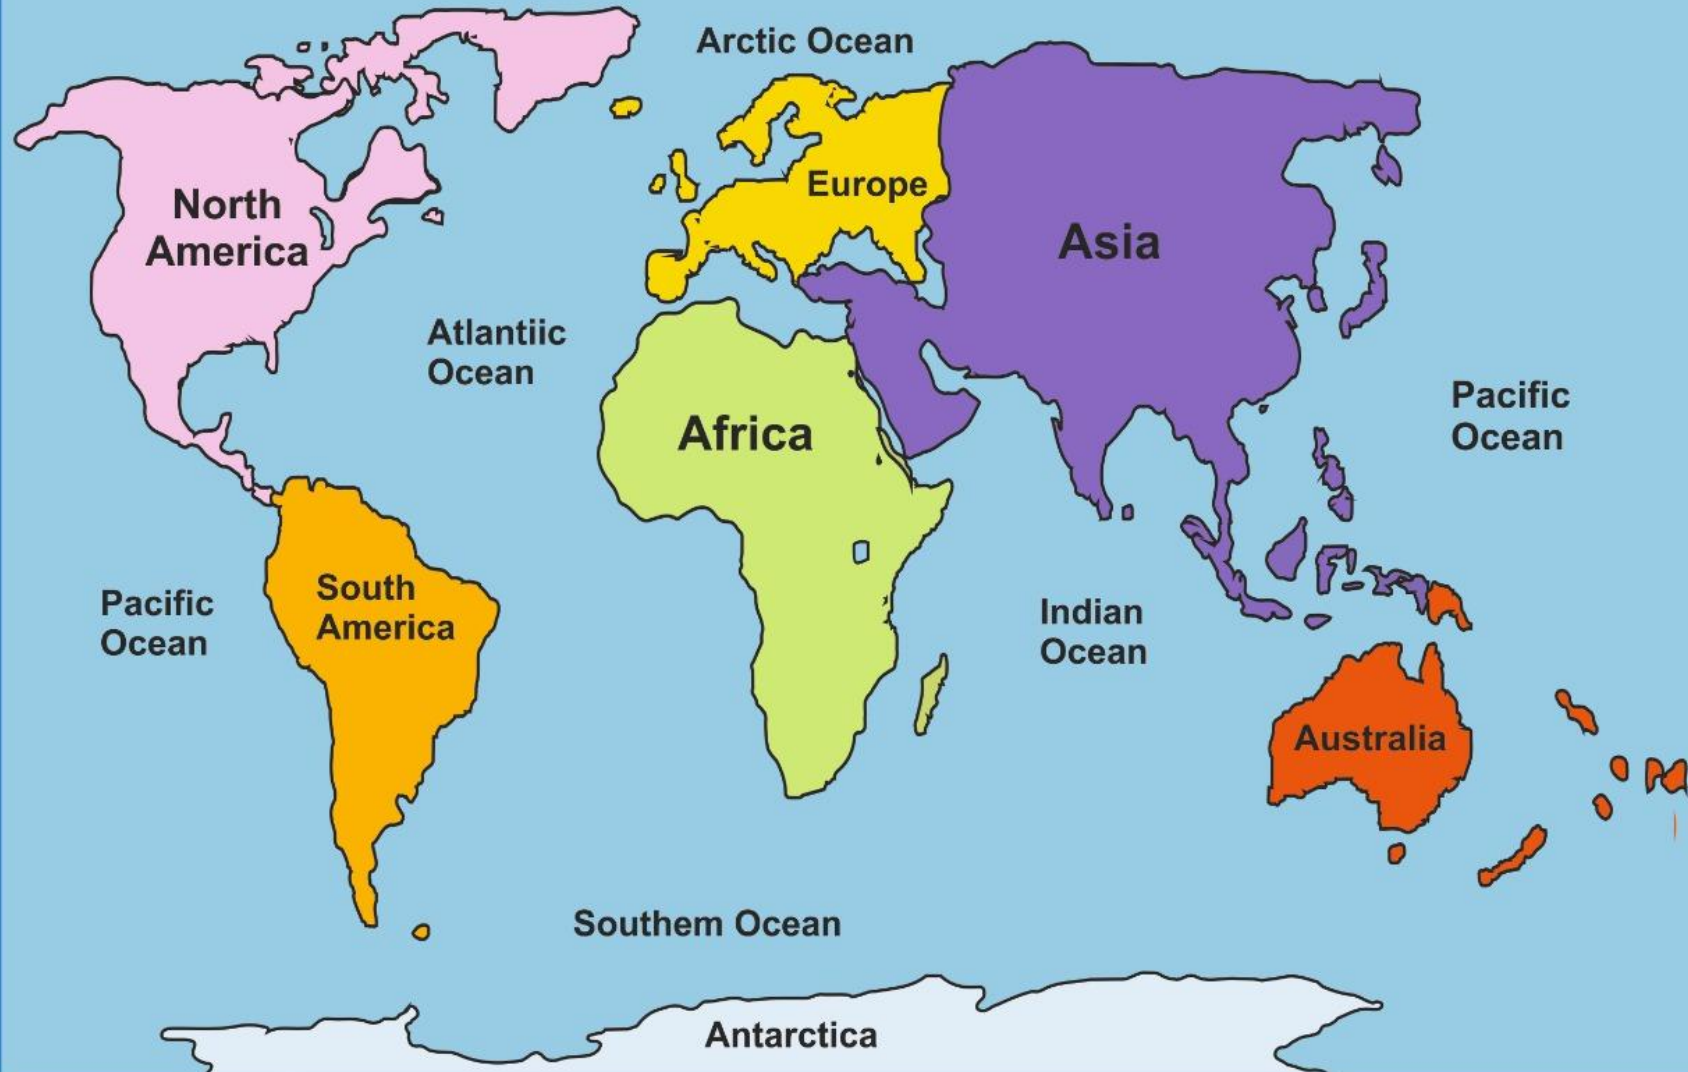 Arctic Ocean
North
America
Europe
Asia
Atlantiic
Ocean
Africa
Pacific
Ocean
South
America
Pacific
Ocean
Indian
Ocean
Australia
Southem Ocean
Antarctica